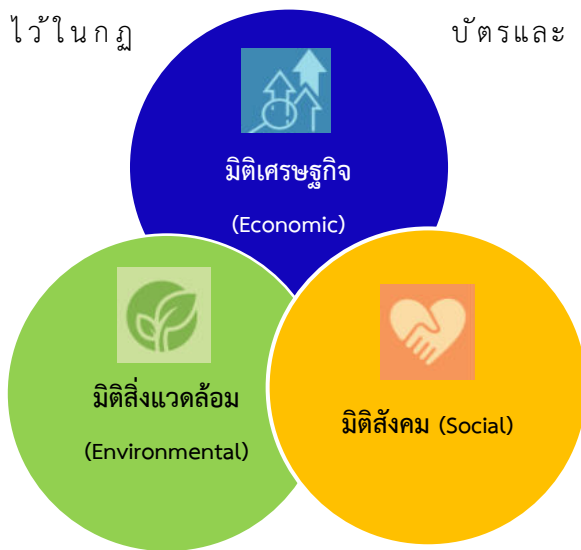 ไว้ในกฏ บัตรและ
มิติเศรษฐกิจ
(Economic)
มิติสิ่งแวดล้อม
(Environmental)
มิติสังคม (Social)